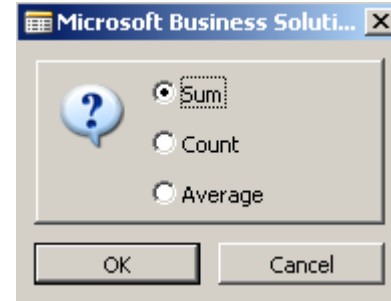 Microsoft Business Soluti...
Sum
Count
Average
OK
Cancel